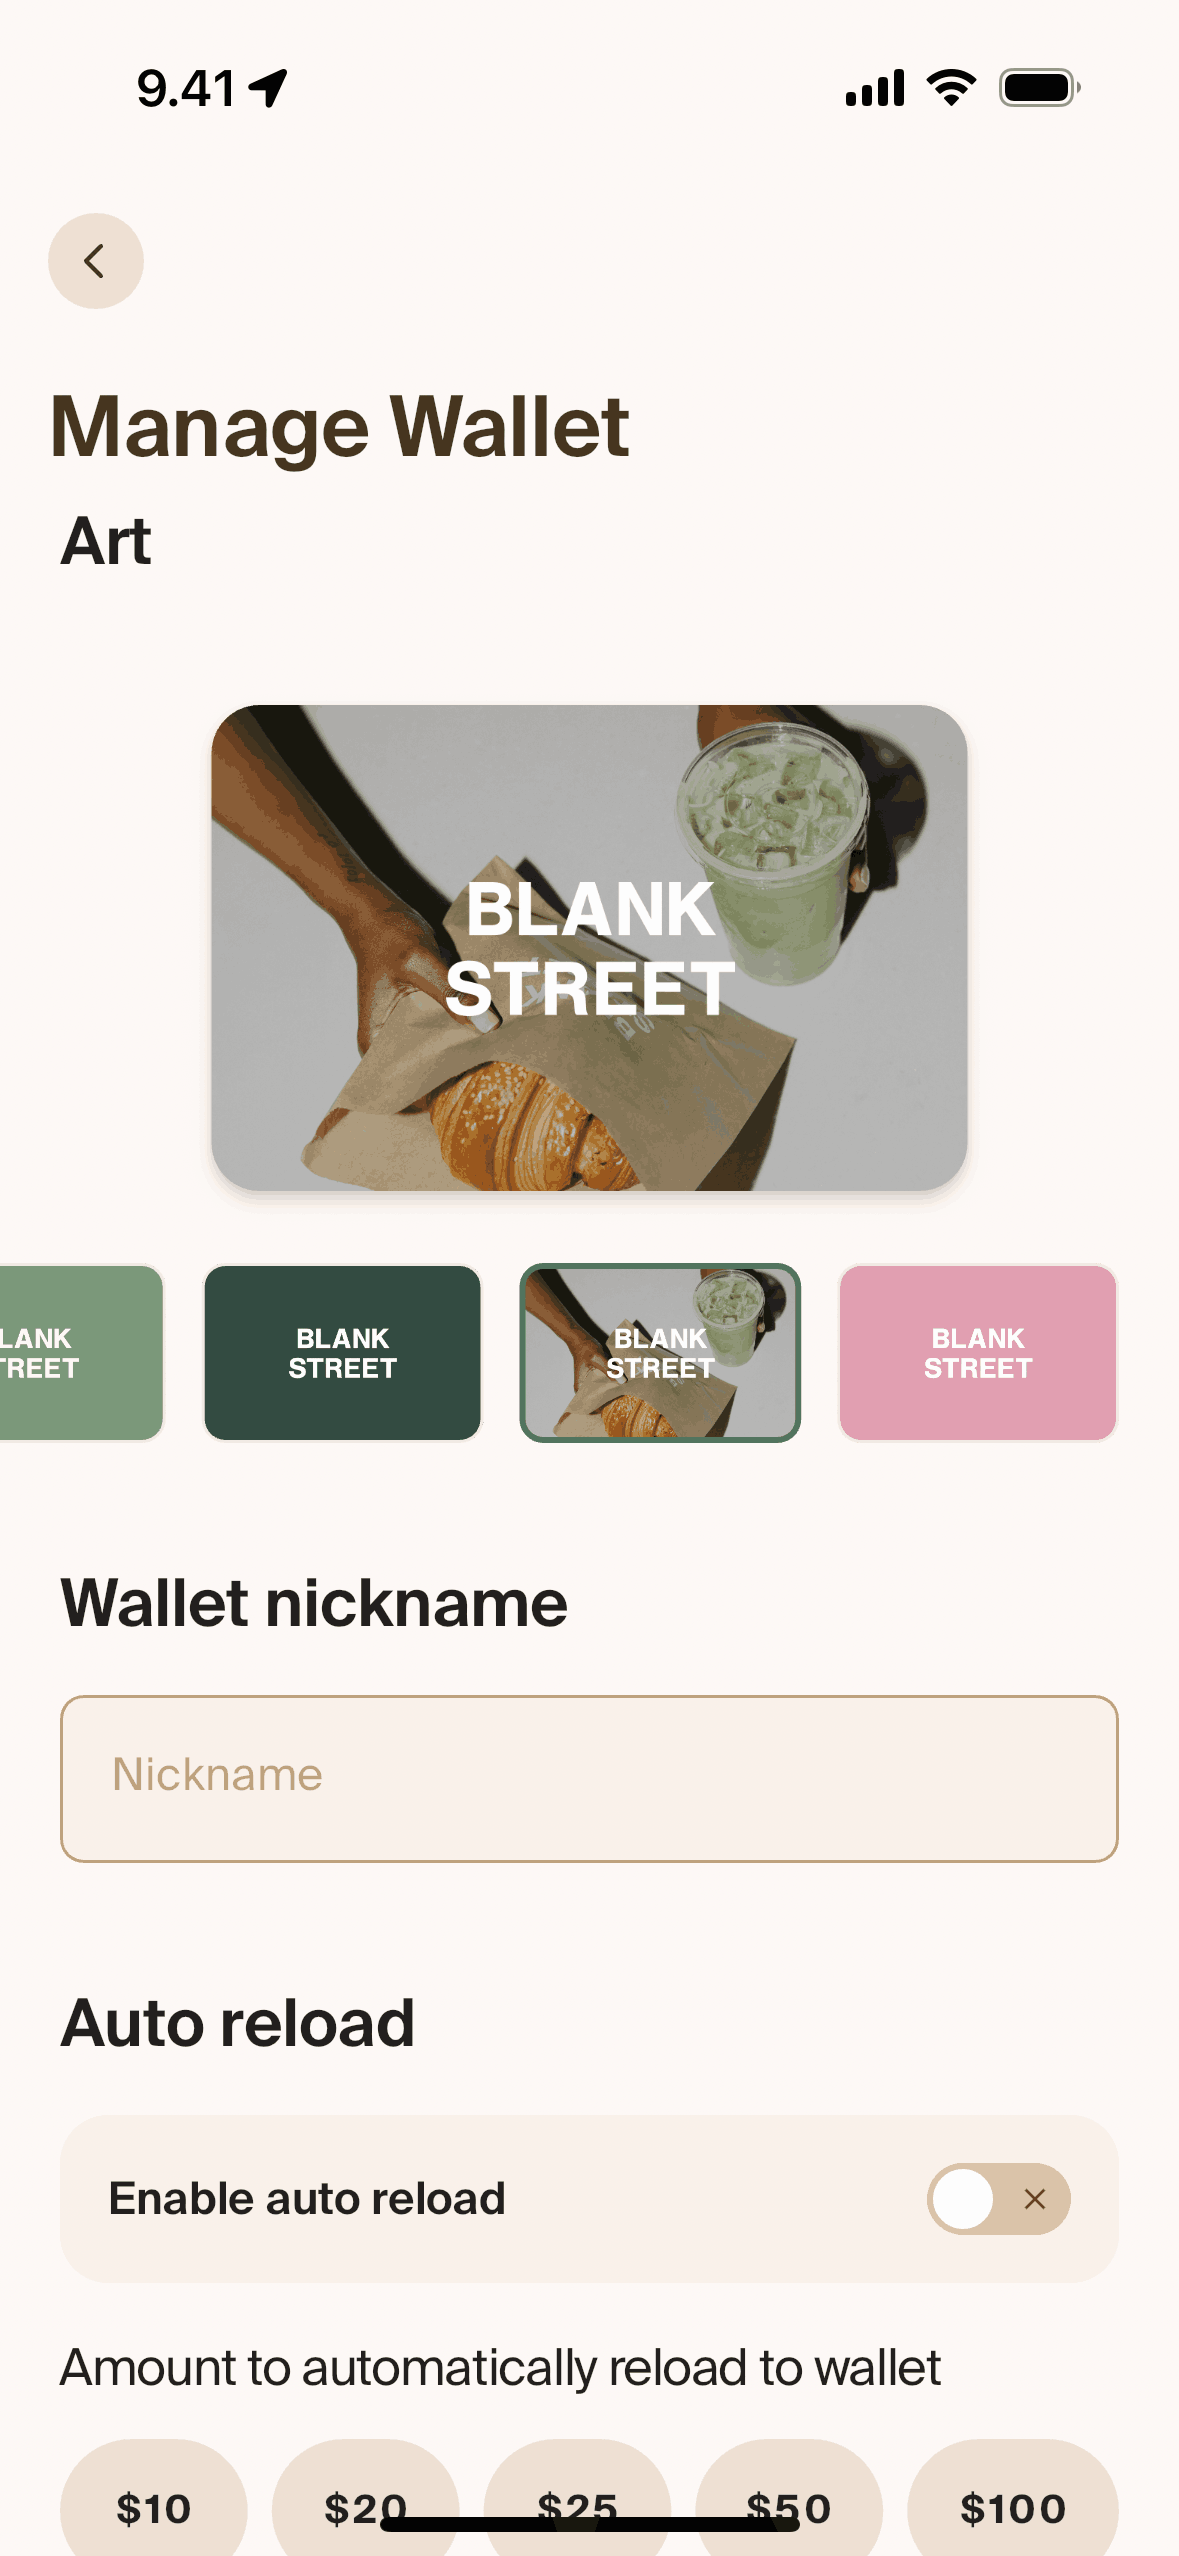 9.41
Manage Wallet
Art
BLANK
STREET
LANK
TREET
BLANK
STREET
BLANK
STREET
BLANK
STREET
Wallet nickname
Nickname
Auto reload
Enable auto reload
Amount to automatically reload to wallet
$10 $20 $25 $50 $100